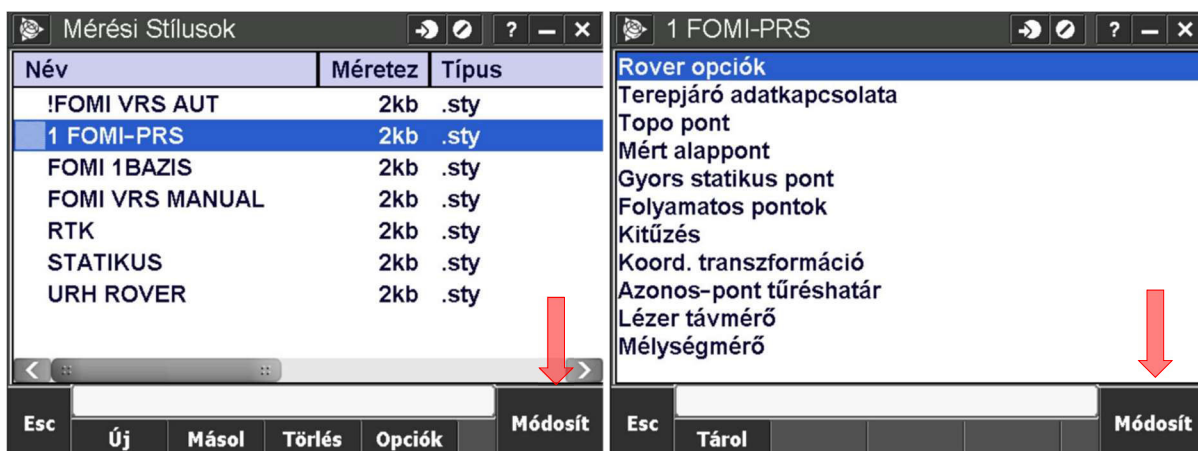 Mérési Stílusok
? – ×
Név Méretez Típus
!FOMI VRS AUT 2kb .sty
1 FOMI-PRS 2kb .sty
FOMI 1BAZIS 2kb .sty
FOMI VRS MANUAL 2kb .sty
RTK 2kb .sty
STATIKUS 2kb .sty
URH ROVER 2kb .sty
Esc
Új Másol Törlés Opciók
Módosít
1 FOMI-PRS
? – ×
Rover opciók
Terepjáró adatkapcsolata
Topo pont
Mért alappont
Gyors statikus pont
Folyamatos pontok
Kitűzés
Koord. transzformáció
Azonos-pont tűréshatár
Lézer távmérő
Mélységmérő
Esc
Tárol
Módosít